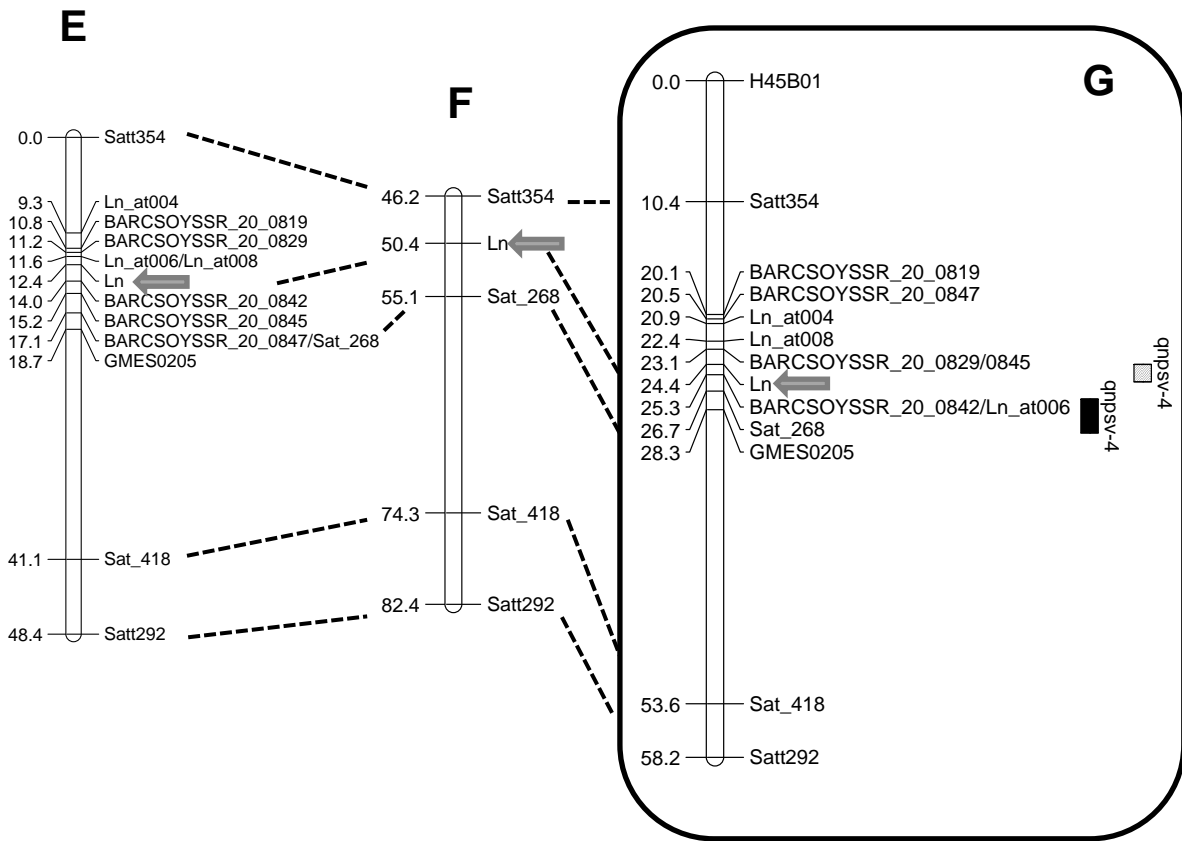 E
0.0 Satt354
9.3 Ln_at004
10.8 BARCSOYSSR_20_0819
11.2 BARCSOYSSR_20_0829
11.6 Ln_at006/Ln_at008
12.4 Ln
14.0 BARCSOYSSR_20_0842
15.2 BARCSOYSSR_20_0845
17.1 BARCSOYSSR_20_0847/Sat_268
18.7 GMES0205
41.1 Sat_418
48.4 Satt292
F
46.2 Satt354
50.4 Ln
55.1 Sat_268
74.3 Sat_418
82.4 Satt292
G
0.0 H45B01
10.4 Satt354
20.1 BARCSOYSSR_20_0819
20.5 BARCSOYSSR_20_0847
20.9 Ln_at004
22.4 Ln_at008
23.1 BARCSOYSSR_20_0829/0845
24.4 Ln
25.3 BARCSOYSSR_20_0842/Ln_at006
26.7 Sat_268
28.3 GMES0205
53.6 Sat_418
58.2 Satt292
qnpsv-4
qnpsv-4